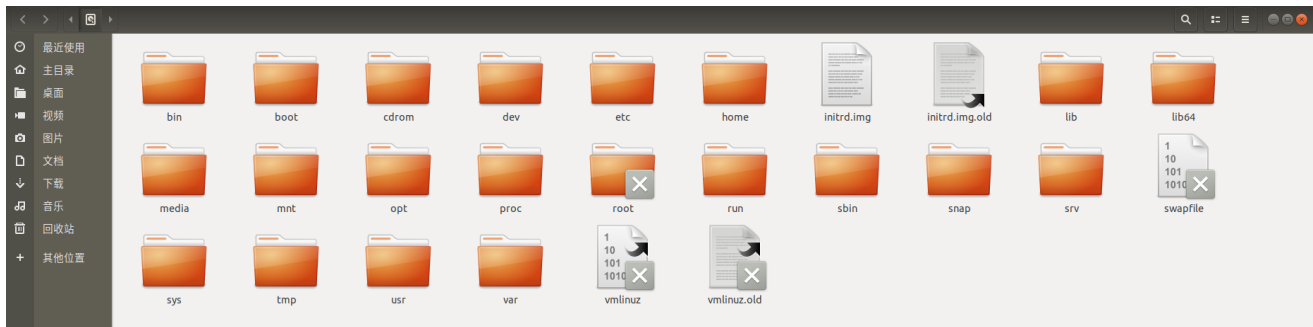 最近使用
主目录
桌面
视频
图片
文档
下载
音乐
回收站
其他位置
bin boot cdrom dev etc home initrd.img initrd.img.old lib lib64
media mnt opt proc root run sbin snap srv swapfile
sys tmp usr var vmlinuz vmlinuz.old